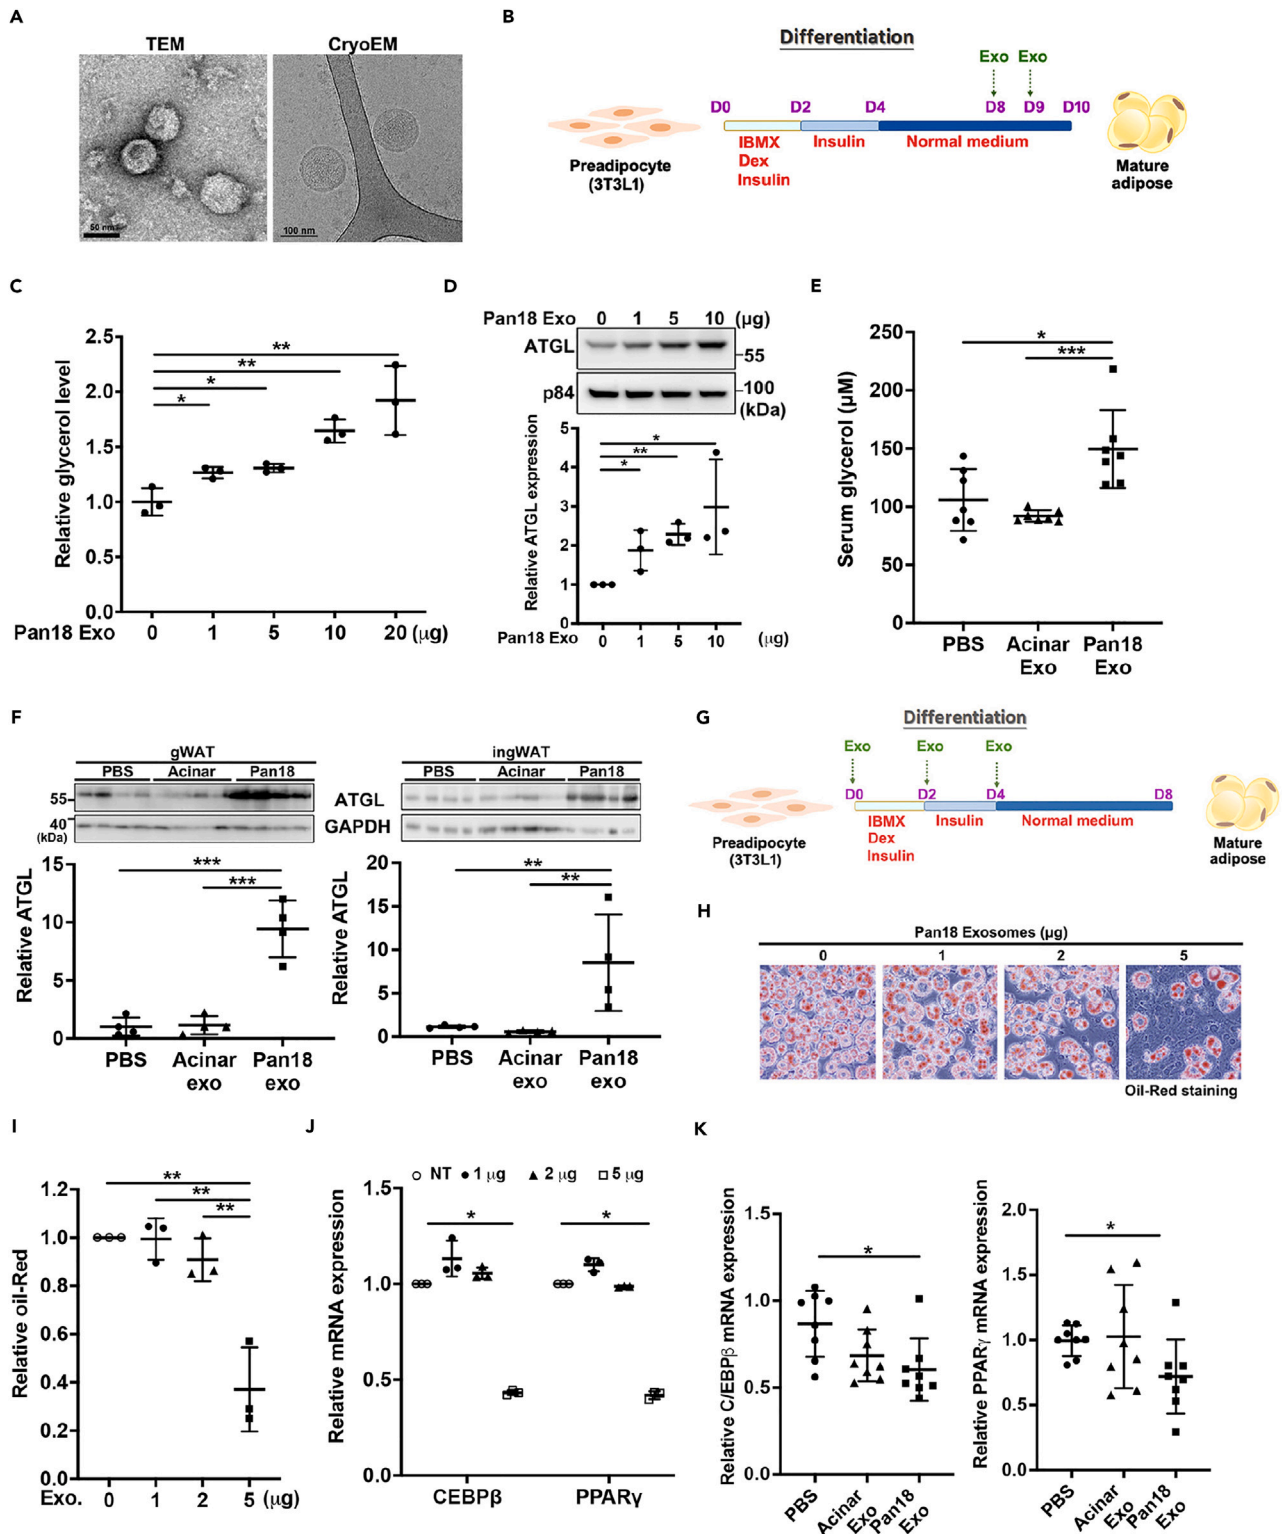 A
TEM
CryoEM
50 nm
100 nm
B
Differentiation
Exo Exo
D0 D2 D4 D8 D9 D10
IBMX
Dex
Insulin
Insulin
Normal medium
Preadipocyte
(3T3L1)
Mature
adipose
C
Relative glycerol level
2.5
2.0
1.5
1.0
0.5
0.0
**
**
*
*
Pan18 Exo 0 1 5 10 20 (μg)
D
Pan18 Exo 0 1 5 10 (μg)
ATGL
55
p84
100
(kDa)
Relative ATGL expression
5
4
3
2
1
0
*
**
*
Pan18 Exo 0 1 5 10 (μg)
E
Serum glycerol (μM)
250
200
150
100
50
0
*
***
PBS Acinar Exo Pan18 Exo
F
gWAT
PBS Acinar Pan18
55
40
(kDa)
ATGL
GAPDH
ingWAT
PBS Acinar Pan18
Relative ATGL
15
10
5
0
***
***
PBS Acinar exo Pan18 exo
Relative ATGL
20
15
10
5
0
**
**
PBS Acinar exo Pan18 exo
G
Differentiation
Exo Exo Exo
D0 D2 D4 D8
IBMX
Dex
Insulin
Insulin
Normal medium
Preadipocyte
(3T3L1)
Mature
adipose
H
Pan18 Exosomes (μg)
0 1 2 5
Oil-Red staining
I
Relative oil-Red
1.2
1.0
0.8
0.6
0.4
0.2
0.0
**
**
**
Exo. 0 1 2 5 (μg)
J
NT 1 μg 2 μg 5 μg
Relative mRNA expression
1.5
1.0
0.5
0.0
*
*
CEBPβ PPARγ
K
Relative C/EBPβ mRNA expression
1.5
1.0
0.5
0.0
*
PBS Acinar Exo Pan18 Exo
Relative PPARγ mRNA expression
2.0
1.5
1.0
0.5
0.0
*
PBS Acinar Exo Pan18 Exo